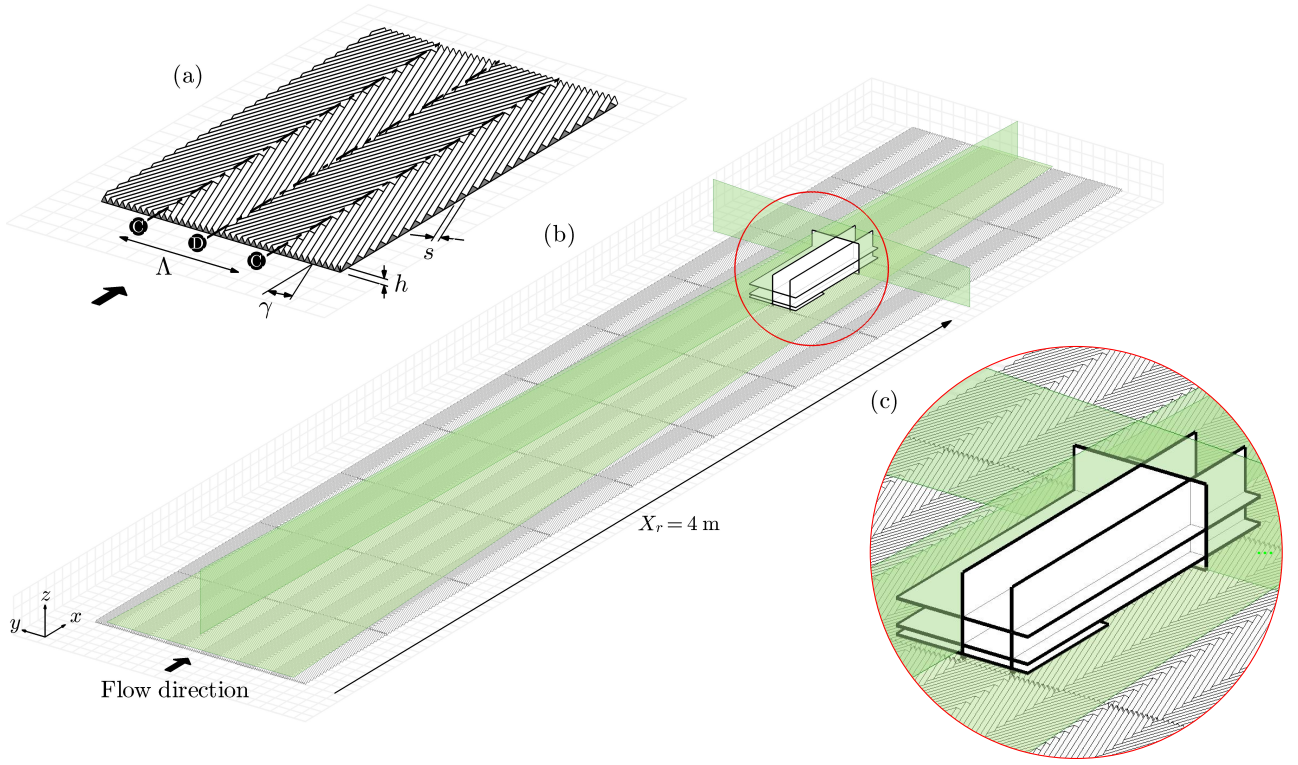 (a)
C
D
C
Λ
s
h
γ
(b)
(c)
X_r = 4 m
z
y
x
Flow direction